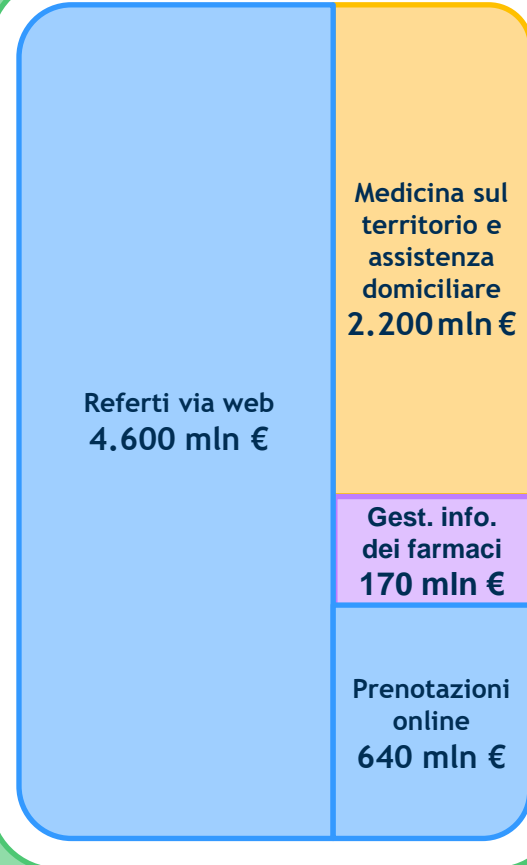 Medicina sul
territorio e
assistenza
domiciliare
2.200 mln €
Referti via web
4.600 mln €
Gest. info.
dei farmaci
170 mln €
Prenotazioni
online
640 mln €